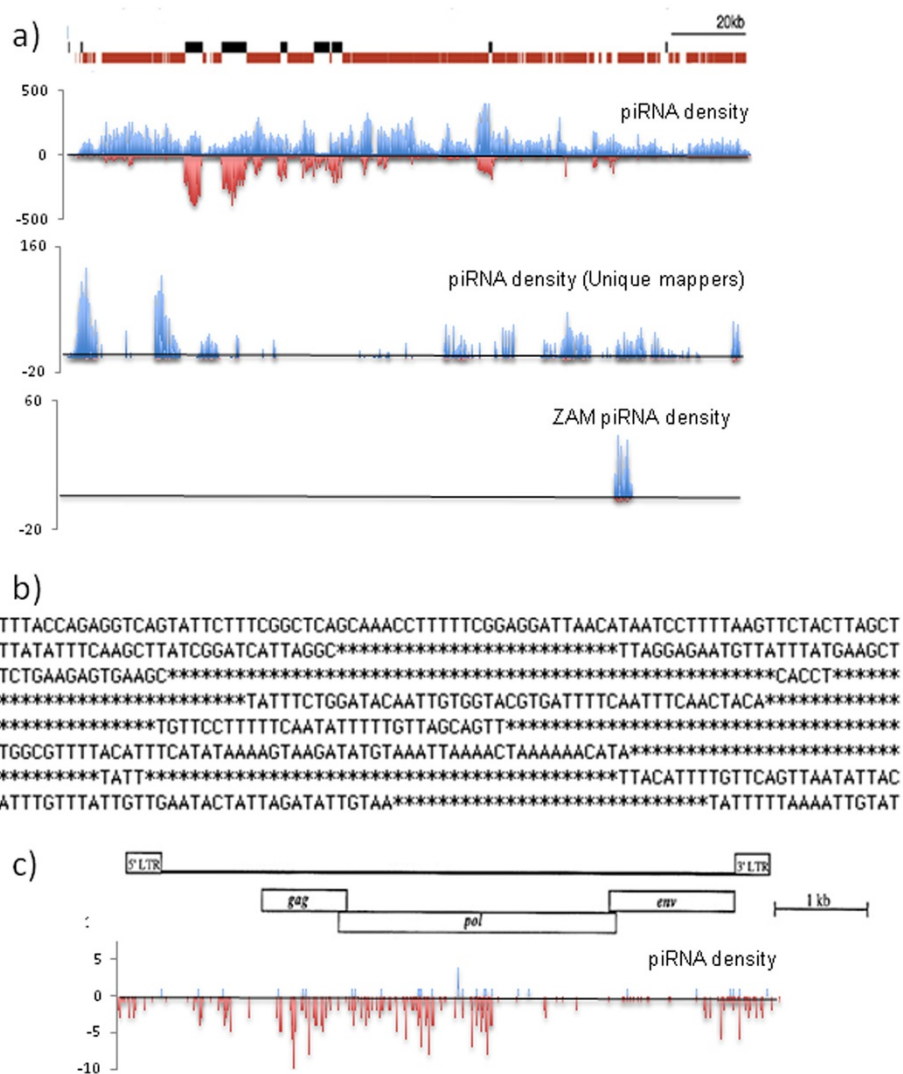 a)
20kb
piRNA density
500
0
-500
piRNA density (Unique mappers)
160
-20
ZAM piRNA density
60
-20
b)
TTTACCAGAGGTCAGTATTCTTTCGGCTCAGCAAACCTTTTTCGGAGGATTAACATAATCCTTTTAAGTTCTACTTAGCT
TTATATTTCAAGCTTATCGGATCATTAGGC*************************TTAGGAGAATGTTATTTATGAAGCT
TCTGAAGAGTGAAGC******************************************************CACCT******
**********************TATTTCTGGATACAATTGTGGTACGTGATTTTCAATTTCAACTACA************
**************TGTTCCTTTTTCAATATTTTTGTTAGCAGTT***********************************
TGGCGTTTTACATTTCATATAAAAGTAAGATATGTAAATTAAAACTAAAAAACATA************************
*********TATT******************************************TTACATTTTGTTCAGTTAATATTAC
ATTTGTTTATTGTTGAATACTATTAGATATTGTAA****************************TATTTTTAAAATTGTAT
c)
5' LTR
3' LTR
gag
pol
env
1 kb
piRNA density
5
0
-5
-10